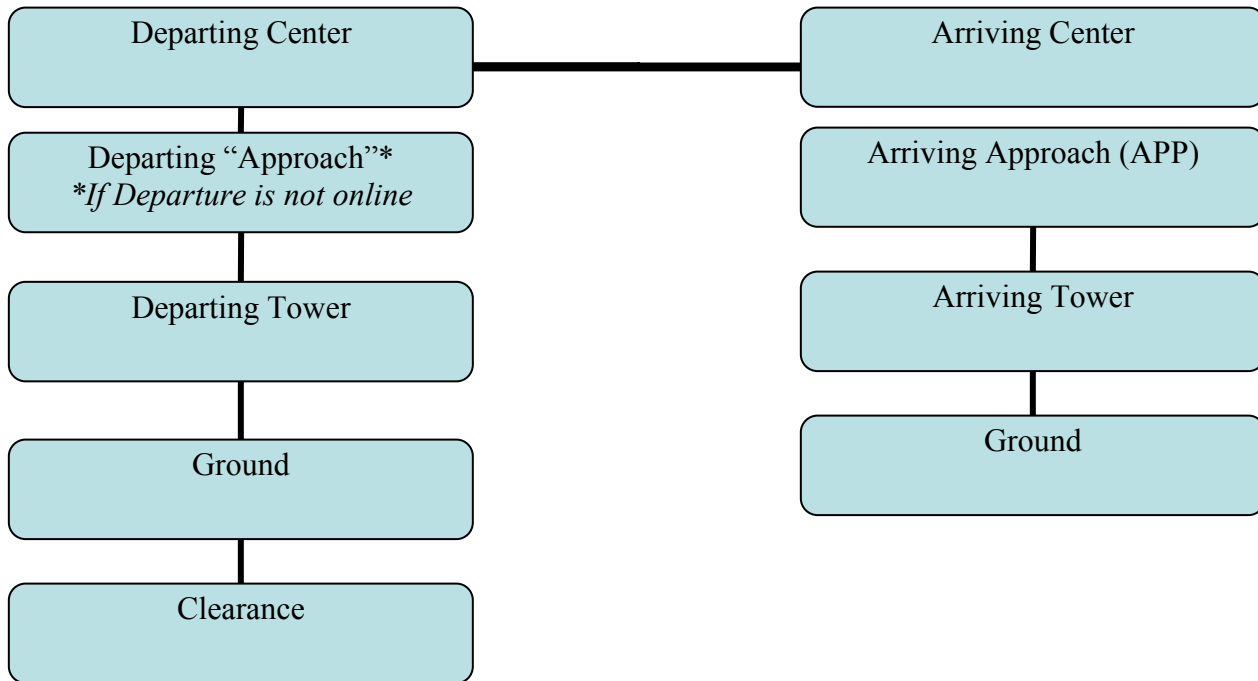 Departing Center
Arriving Center
Departing “Approach”*
*If Departure is not online
Arriving Approach (APP)
Departing Tower
Arriving Tower
Ground
Ground
Clearance